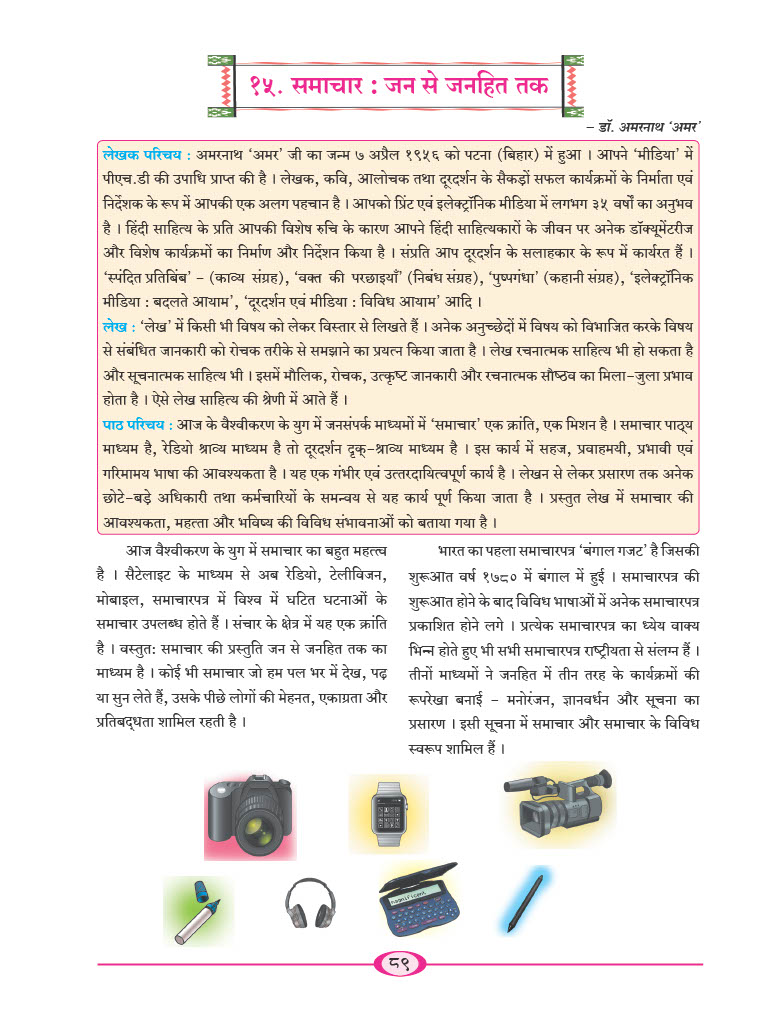 १५. समाचार : जन से जनहित तक
– डॉ. अमरनाथ ‘अमर’
लेखक परिचय : अमरनाथ ‘अमर’ जी का जन्म ७ अप्रैल १९५६ को पटना (बिहार) में हुआ । आपने ‘मीडिया’ में
पीएच.डी की उपाधि प्राप्त की है । लेखक, कवि, आलोचक तथा दूरदर्शन के सैकड़ों सफल कार्यक्रमों के निर्माता एवं
निर्देशक के रूप में आपकी एक अलग पहचान है । आपको प्रिंट एवं इलेक्ट्रॉनिक मीडिया में लगभग ३५ वर्षों का अनुभव
है । हिंदी साहित्य के प्रति आपकी विशेष रुचि के कारण आपने हिंदी साहित्यकारों के जीवन पर अनेक डॉक्यूमेंटरीज
और विशेष कार्यक्रमों का निर्माण और निर्देशन किया है । संप्रति आप दूरदर्शन के सलाहकार के रूप में कार्यरत हैं ।
‘स्पंदित प्रतिबिंब’ – (काव्य संग्रह), ‘वक्त की परछाइयाँ’ (निबंध संग्रह), ‘पुष्पगंधा’ (कहानी संग्रह), ‘इलेक्ट्रॉनिक
मीडिया : बदलते आयाम’, ‘दूरदर्शन एवं मीडिया : विविध आयाम’ आदि ।
लेख : ‘लेख’ में किसी भी विषय को लेकर विस्तार से लिखते हैं । अनेक अनुच्छेदों में विषय को विभाजित करके विषय
से संबंधित जानकारी को रोचक तरीके से समझाने का प्रयत्न किया जाता है । लेख रचनात्मक साहित्य भी हो सकता है
और सूचनात्मक साहित्य भी । इसमें मौलिक, रोचक, उत्कृष्ट जानकारी और रचनात्मक सौष्ठव का मिला-जुला प्रभाव
होता है । ऐसे लेख साहित्य की श्रेणी में आते हैं ।
पाठ परिचय : आज के वैश्वीकरण के युग में जनसंपर्क माध्यमों में ‘समाचार’ एक क्रांति, एक मिशन है । समाचार पाठ्य
माध्यम है, रेडियो श्राव्य माध्यम है तो दूरदर्शन दृक्-श्राव्य माध्यम है । इस कार्य में सहज, प्रवाहमयी, प्रभावी एवं
गरिमामय भाषा की आवश्यकता है । यह एक गंभीर एवं उत्तरदायित्वपूर्ण कार्य है । लेखन से लेकर प्रसारण तक अनेक
छोटे-बड़े अधिकारी तथा कर्मचारियों के समन्वय से यह कार्य पूर्ण किया जाता है । प्रस्तुत लेख में समाचार की
आवश्यकता, महत्ता और भविष्य की विविध संभावनाओं को बताया गया है ।
आज वैश्वीकरण के युग में समाचार का बहुत महत्त्व
है । सैटेलाइट के माध्यम से अब रेडियो, टेलीविजन,
मोबाइल, समाचारपत्र में विश्व में घटित घटनाओं के
समाचार उपलब्ध होते हैं । संचार के क्षेत्र में यह एक क्रांति
है । वस्तुत: समाचार की प्रस्तुति जन से जनहित तक का
माध्यम है । कोई भी समाचार जो हम पल भर में देख, पढ़
या सुन लेते हैं, उसके पीछे लोगों की मेहनत, एकाग्रता और
प्रतिबद्धता शामिल रहती है ।
भारत का पहला समाचारपत्र ‘बंगाल गजट’ है जिसकी
शुरूआत वर्ष १७८० में बंगाल में हुई । समाचारपत्र की
शुरूआत होने के बाद विविध भाषाओं में अनेक समाचारपत्र
प्रकाशित होने लगे । प्रत्येक समाचारपत्र का ध्येय वाक्य
भिन्न होते हुए भी सभी समाचारपत्र राष्ट्रीयता से संलग्न हैं ।
तीनों माध्यमों ने जनहित में तीन तरह के कार्यक्रमों की
रूपरेखा बनाई – मनोरंजन, ज्ञानवर्धन और सूचना का
प्रसारण । इसी सूचना में समाचार और समाचार के विविध
स्वरूप शामिल हैं ।
magnificent
८९